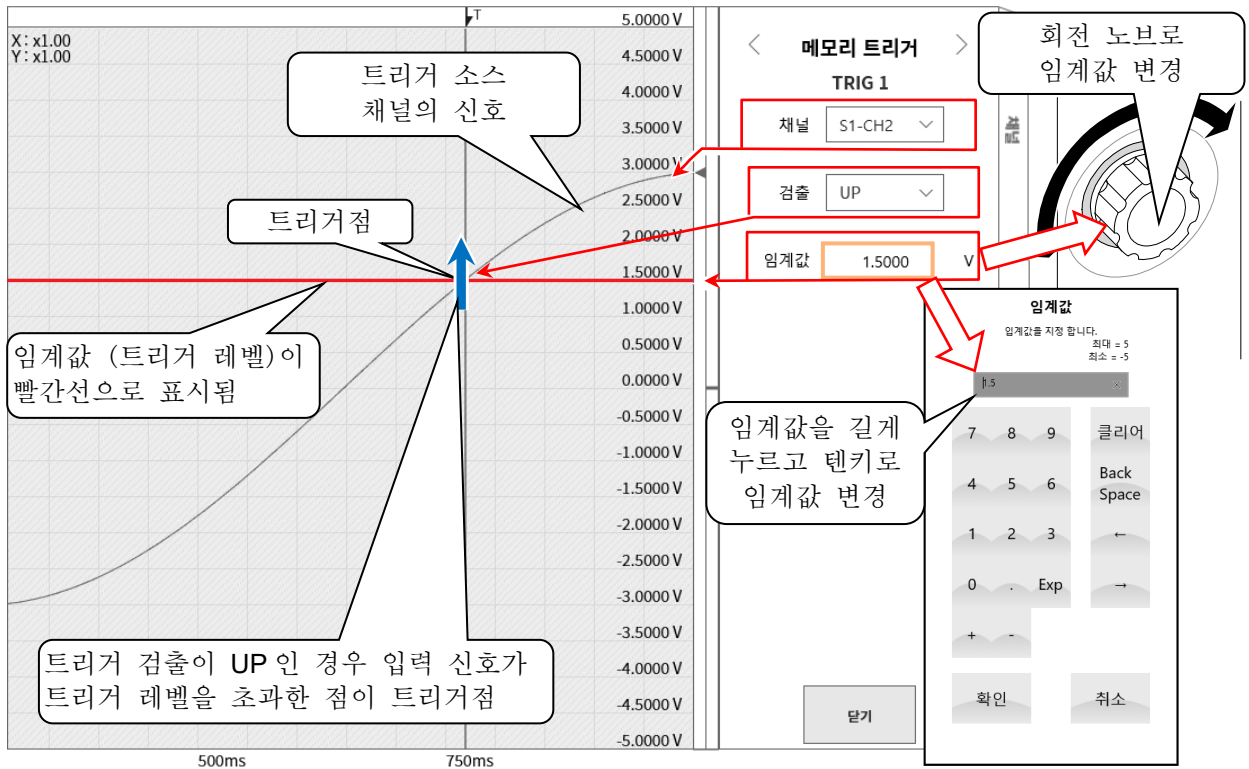 T
X : x1.00
Y : x1.00
5.0000 V
4.5000 V
4.0000 V
3.5000 V
3.0000 V
2.5000 V
2.0000 V
1.5000 V
1.0000 V
0.5000 V
0.0000 V
-0.5000 V
-1.0000 V
-1.5000 V
-2.0000 V
-2.5000 V
-3.0000 V
-3.5000 V
-4.0000 V
-4.5000 V
-5.0000 V
500ms
750ms
트리거 소스
채널의 신호
트리거점
임계값 (트리거 레벨)이
빨간선으로 표시됨
트리거 검출이 UP 인 경우 입력 신호가
트리거 레벨을 초과한 점이 트리거점
메모리 트리거
TRIG 1
채널 S1-CH2
검출 UP
임계값 1.5000 V
닫기
채널
회전 노브로
임계값 변경
임계값을 길게
누르고 텐키로
임계값 변경
임계값
임계값을 지정 합니다.
최대 = 5
최소 = -5
1.5
7 8 9 클리어
4 5 6 Back
Space
1 2 3 ←
0 . Exp →
+ -
확인 취소